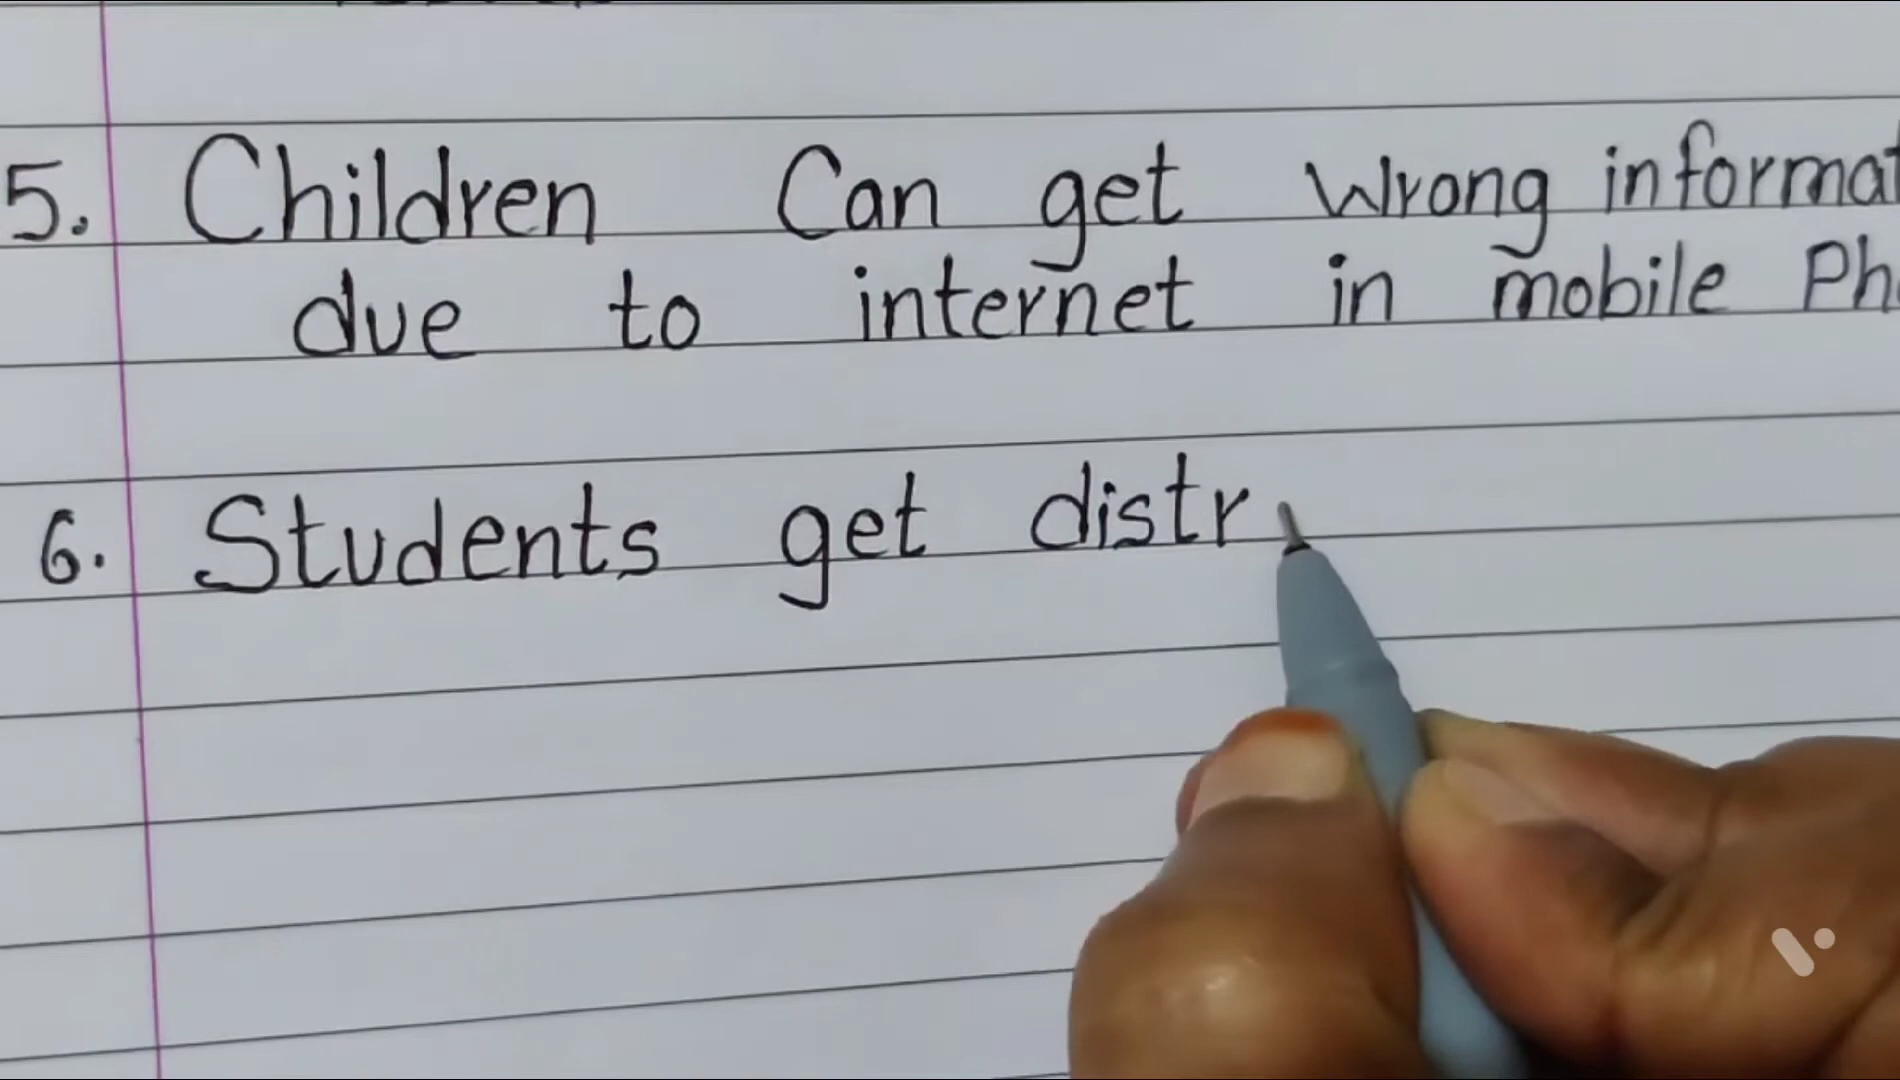 5. Children Can get Wrong informat
due to internet in mobile Ph
6. Students get distr